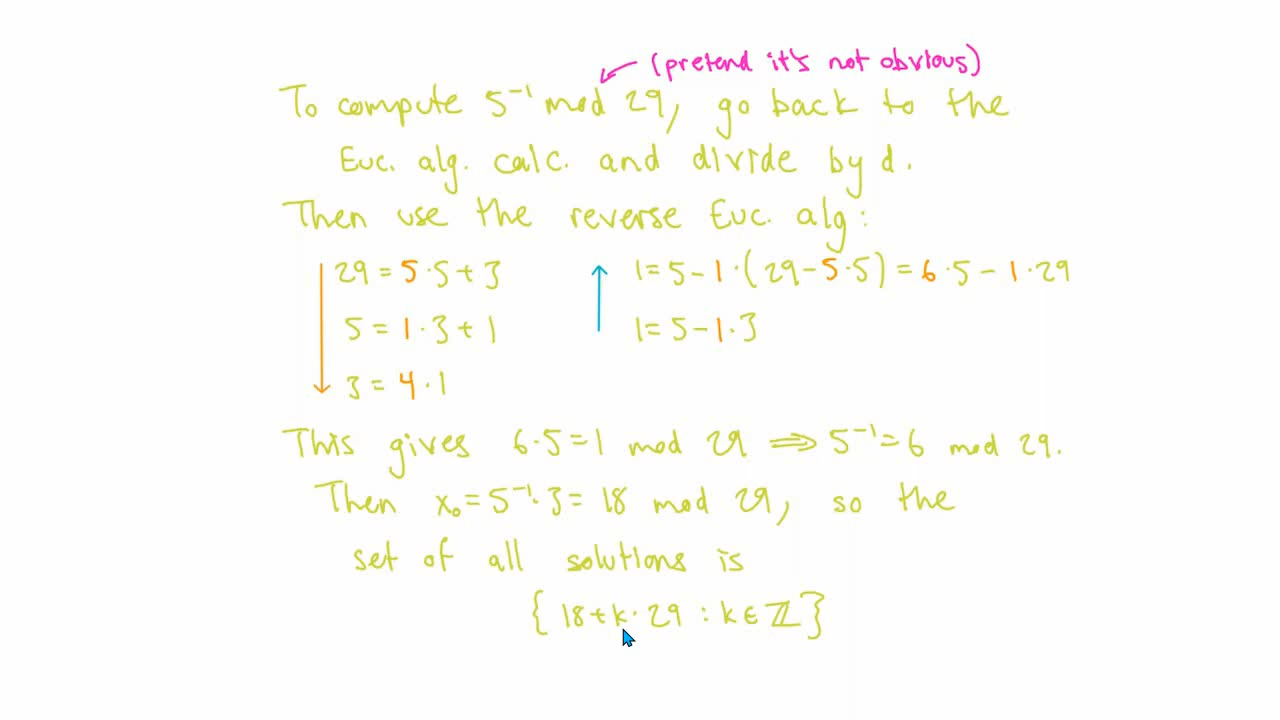 (pretend it's not obvious)
To compute 5⁻¹ mod 29, go back to the
Euc. alg. calc. and divide by d.
Then use the reverse Euc. alg:
29 = 5·5 + 3
1 = 5 - 1·(29 - 5·5) = 6·5 - 1·29
5 = 1·3 + 1
1 = 5 - 1·3
3 = 4·1
This gives 6·5 = 1 mod 29 ⟹ 5⁻¹ = 6 mod 29.
Then x₀ = 5⁻¹·3 = 18 mod 29, so the
set of all solutions is
{18 + k·29 : k ∈ ℤ}